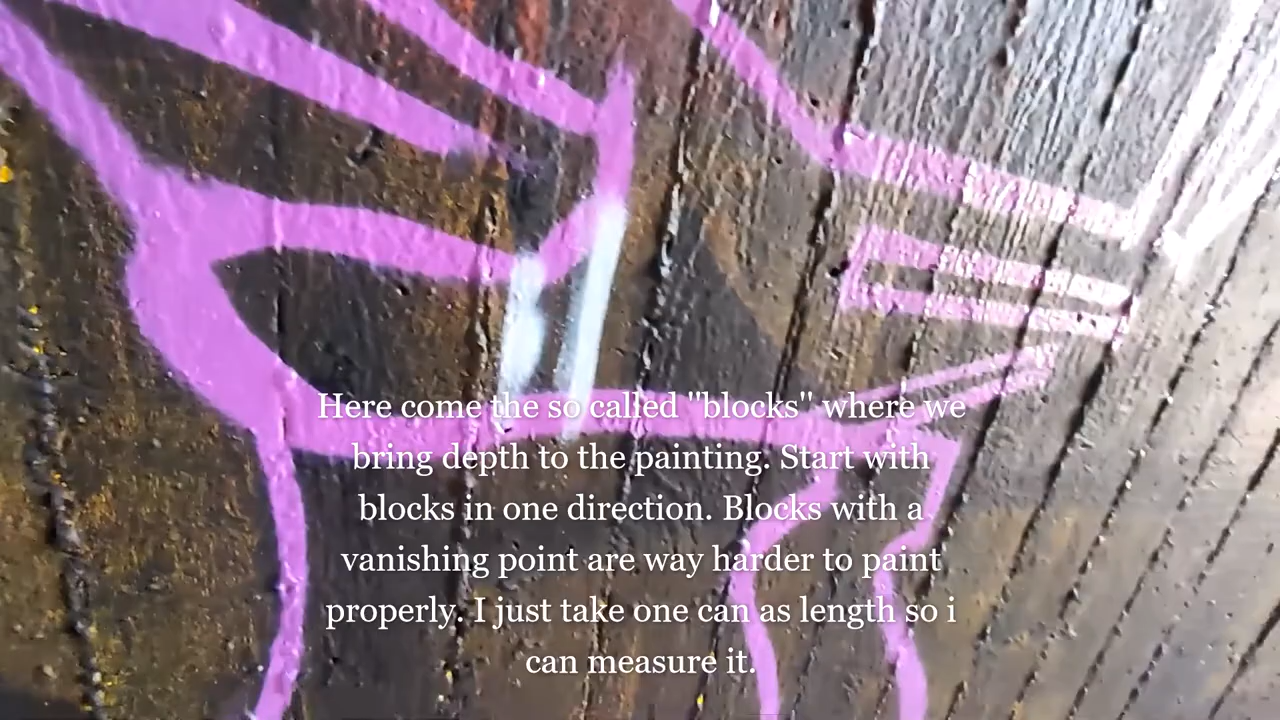 Here come the so called "blocks" where we
bring depth to the painting. Start with
blocks in one direction. Blocks with a
vanishing point are way harder to paint
properly. I just take one can as length so i
can measure it.